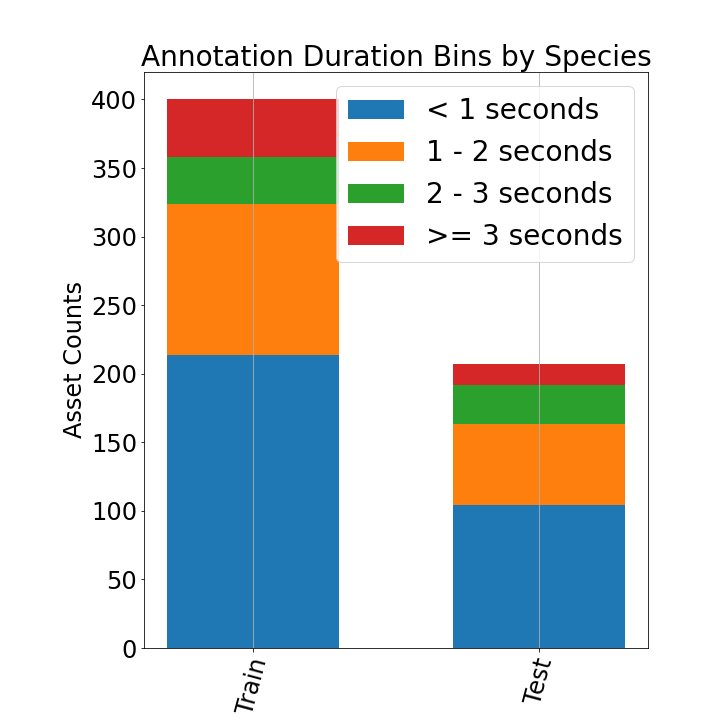 Annotation Duration Bins by Species
Asset Counts
400
350
300
250
200
150
100
50
0
< 1 seconds
1 - 2 seconds
2 - 3 seconds
>= 3 seconds
Train
Test